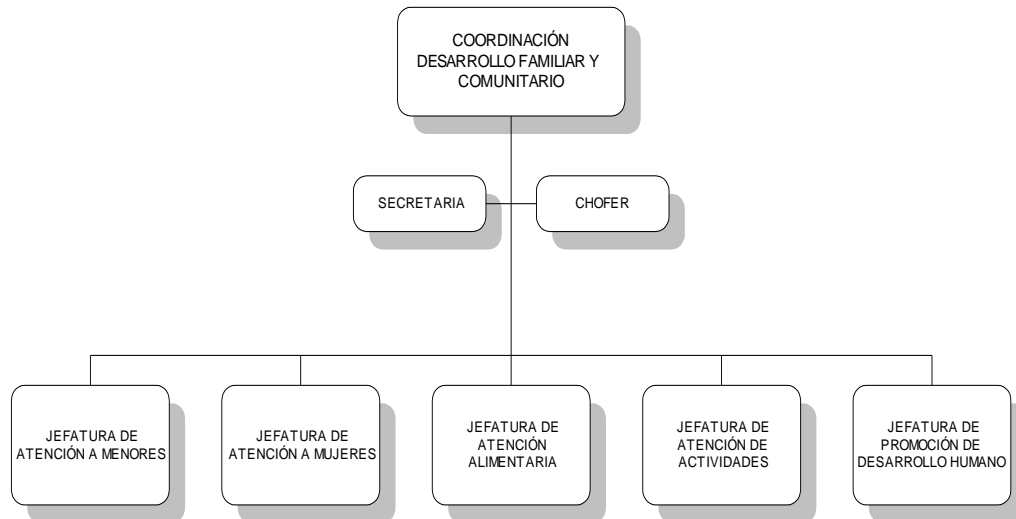 COORDINACIÓN
DESARROLLO FAMILIAR Y
COMUNITARIO
SECRETARIA
CHOFER
JEFATURA DE
ATENCIÓN A MENORES
JEFATURA DE
ATENCIÓN A MUJERES
JEFATURA DE
ATENCIÓN
ALIMENTARIA
JEFATURA DE
ATENCIÓN DE
ACTIVIDADES
JEFATURA DE
PROMOCIÓN DE
DESARROLLO HUMANO